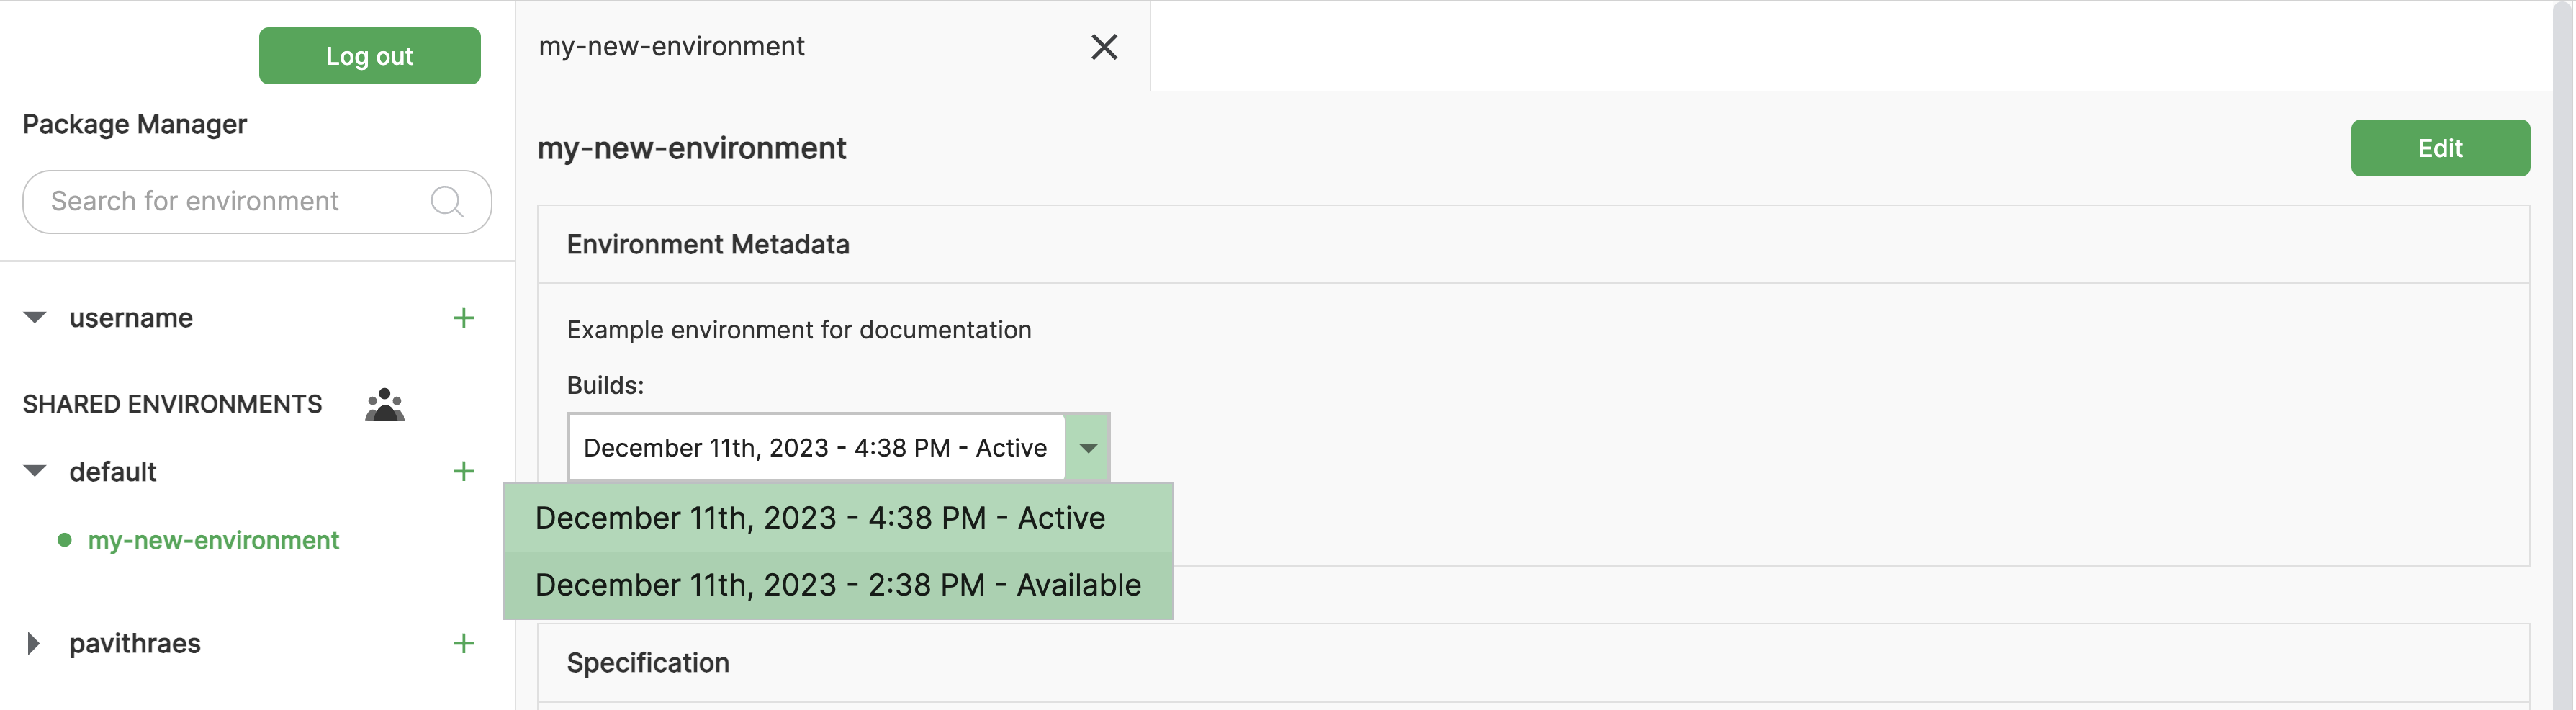 Log out
Package Manager
Search for environment
username
SHARED ENVIRONMENTS
default
my-new-environment
pavithraes
my-new-environment
my-new-environment
Edit
Environment Metadata
Example environment for documentation
Builds:
December 11th, 2023 - 4:38 PM - Active
December 11th, 2023 - 4:38 PM - Active
December 11th, 2023 - 2:38 PM - Available
Specification